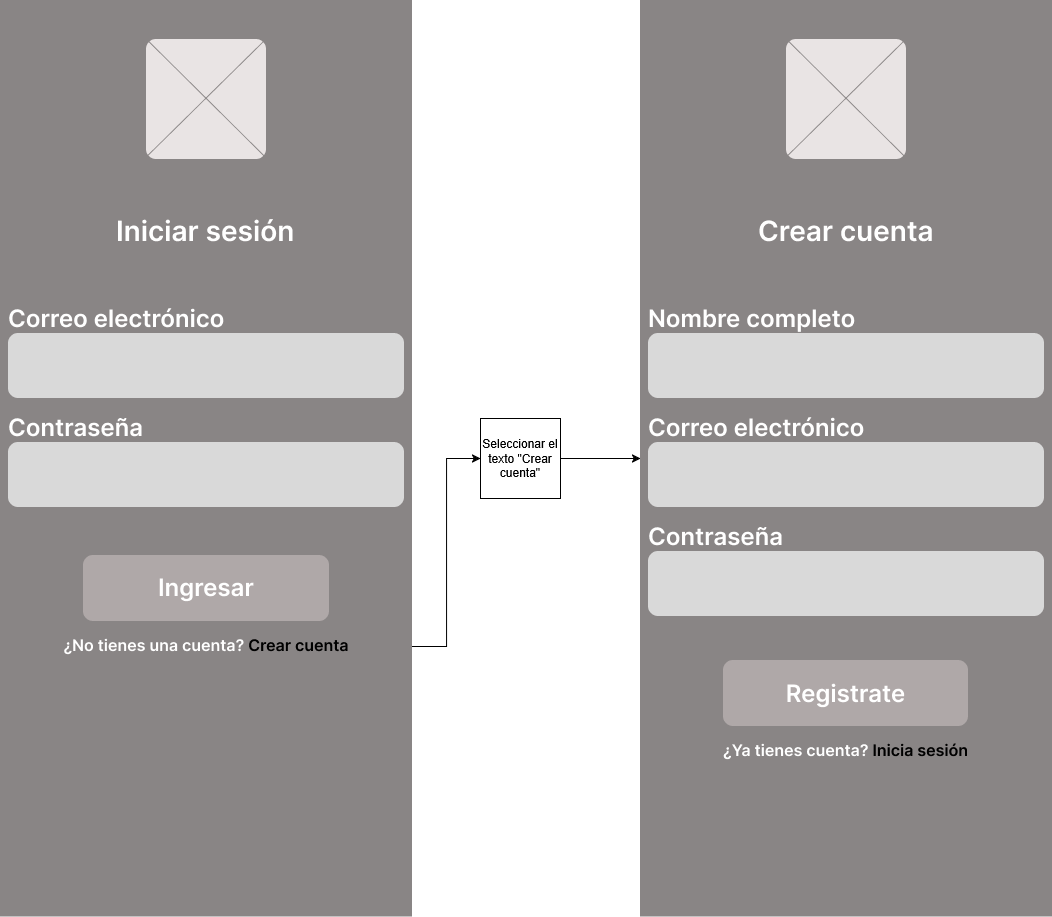 Iniciar sesión
Correo electrónico
Contraseña
Ingresar
¿No tienes una cuenta? Crear cuenta
Seleccionar el
texto "Crear
cuenta"
Crear cuenta
Nombre completo
Correo electrónico
Contraseña
Registrate
¿Ya tienes cuenta? Inicia sesión